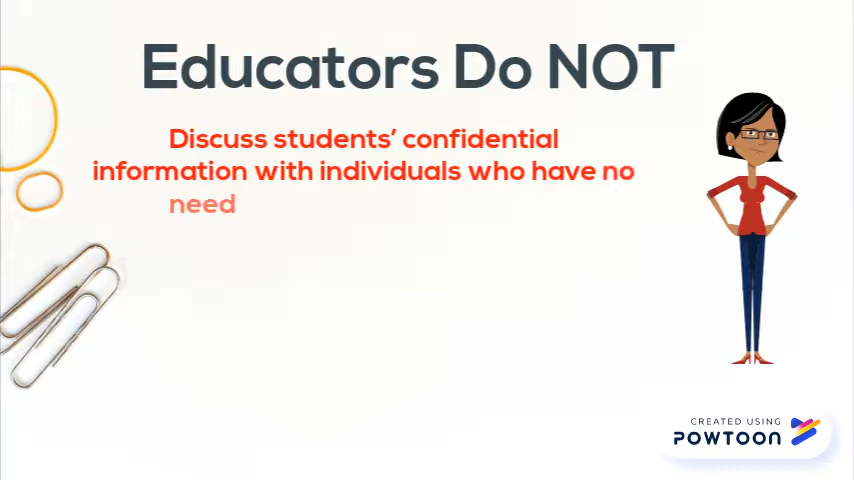 Educators Do NOT
Discuss students’ confidential
information with individuals who have no
need
CREATED USING
POWTOON